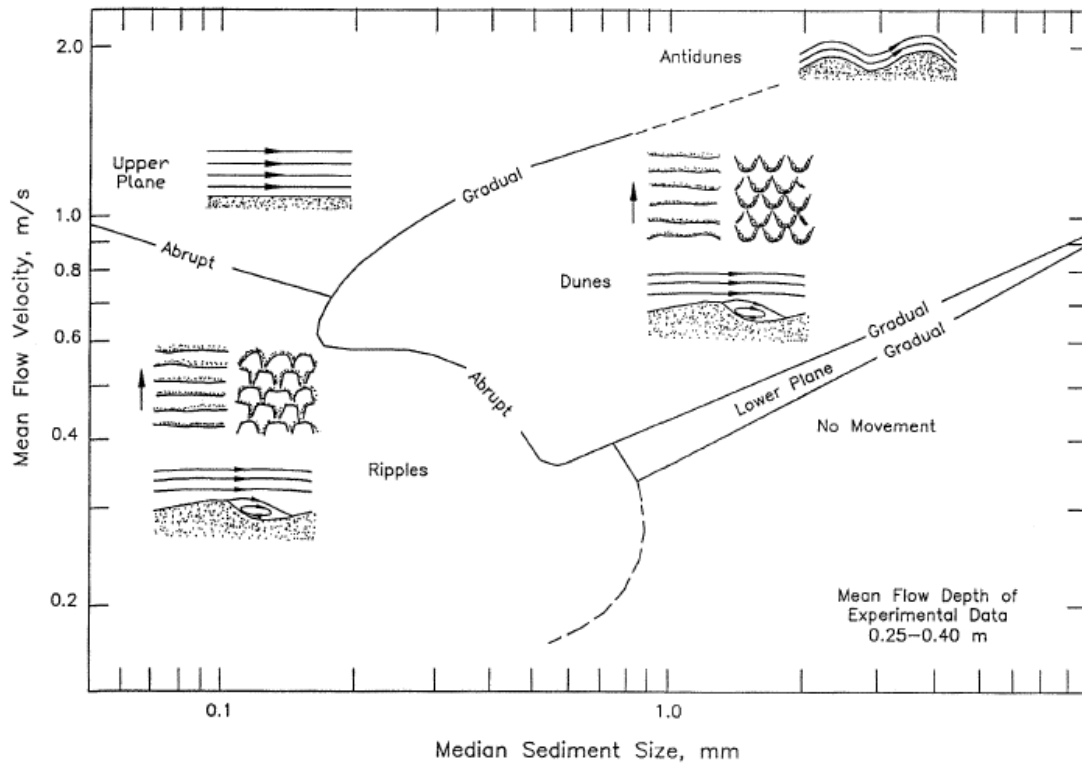 2.0
1.0
0.8
0.6
0.4
0.2
Mean Flow Velocity, m/s
Antidunes
Upper
Plane
Gradual
Abrupt
Dunes
Abrupt
Gradual
Gradual
Lower Plane
No Movement
Ripples
Mean Flow Depth of
Experimental Data
0.25–0.40 m
0.1
1.0
Median Sediment Size, mm